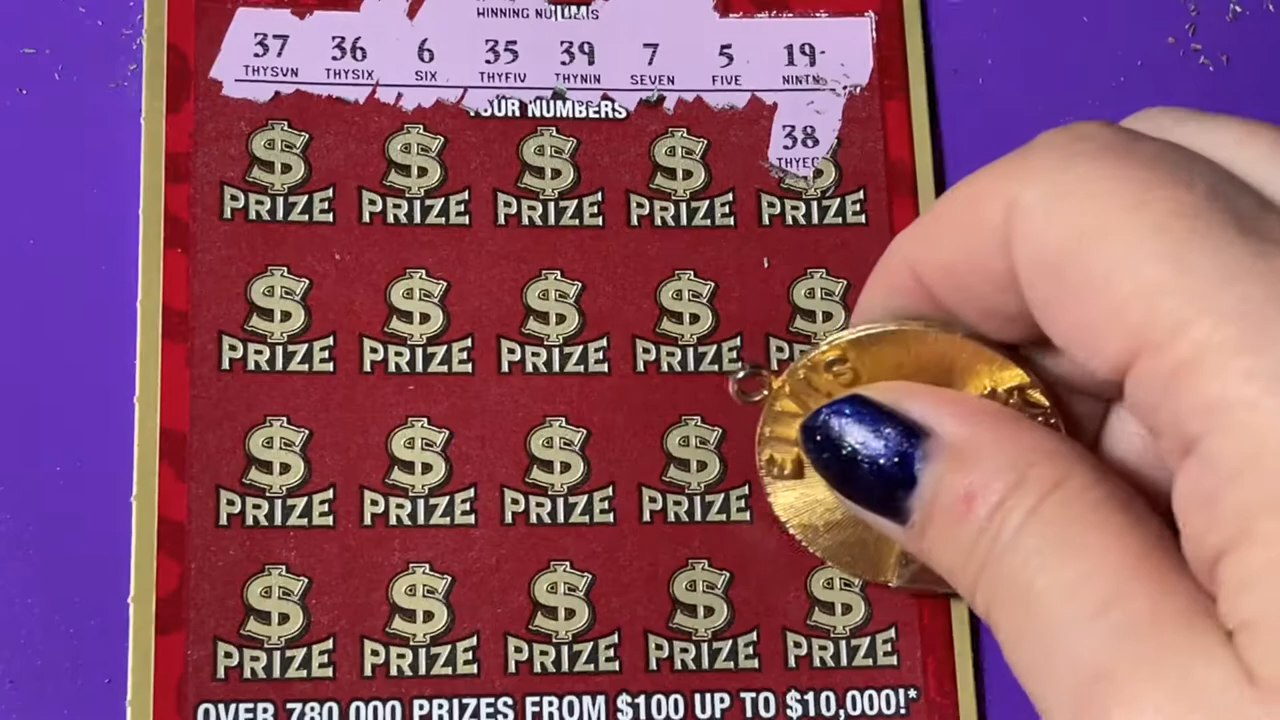 WINNING NUMBERS
37 36 6 35 39 7 5 19
THYSVN THYSIX SIX THYFIV THYNIN SEVEN FIVE NINTN
YOUR NUMBERS
38
$ $ $ $ $
PRIZE PRIZE PRIZE PRIZE PRIZE
$ $ $ $ $
PRIZE PRIZE PRIZE PRIZE
$ $ $ $
PRIZE PRIZE PRIZE PRIZE
$ $ $ $ $
PRIZE PRIZE PRIZE PRIZE PRIZE
OVER 780,000 PRIZES FROM $100 UP TO $10,000!*